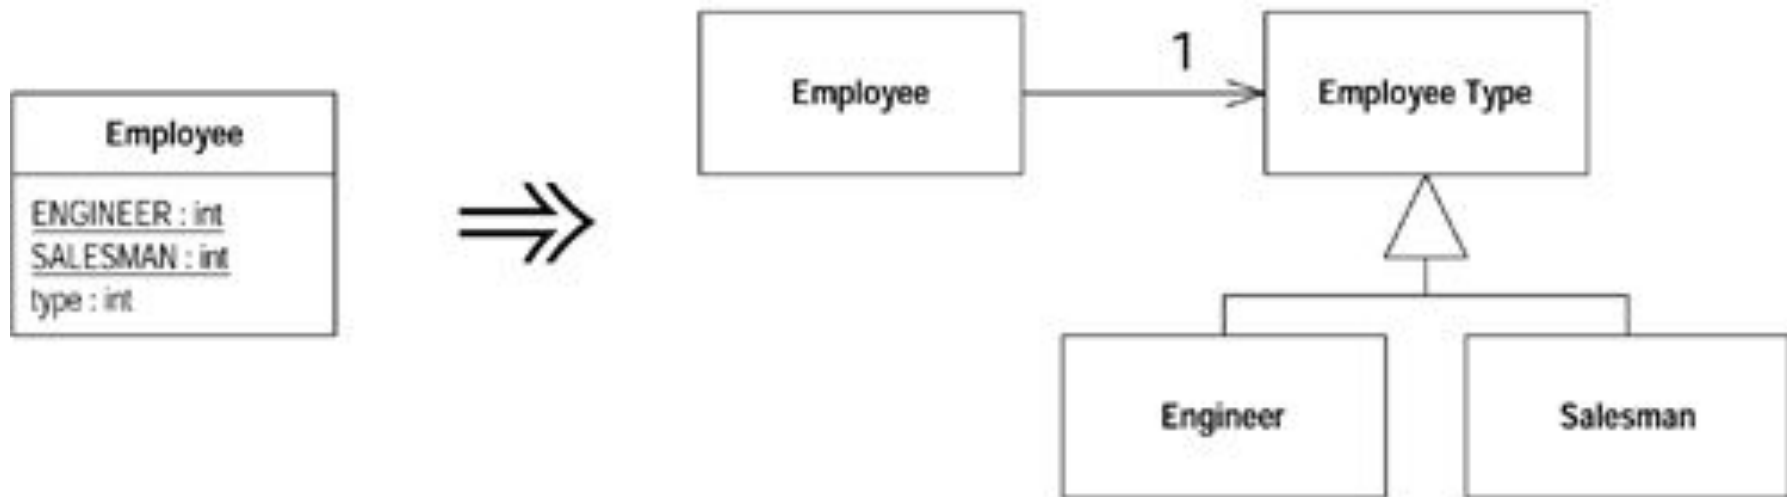 Employee
ENGINEER : int
SALESMAN : int
type : int
Employee
1
Employee Type
Engineer
Salesman